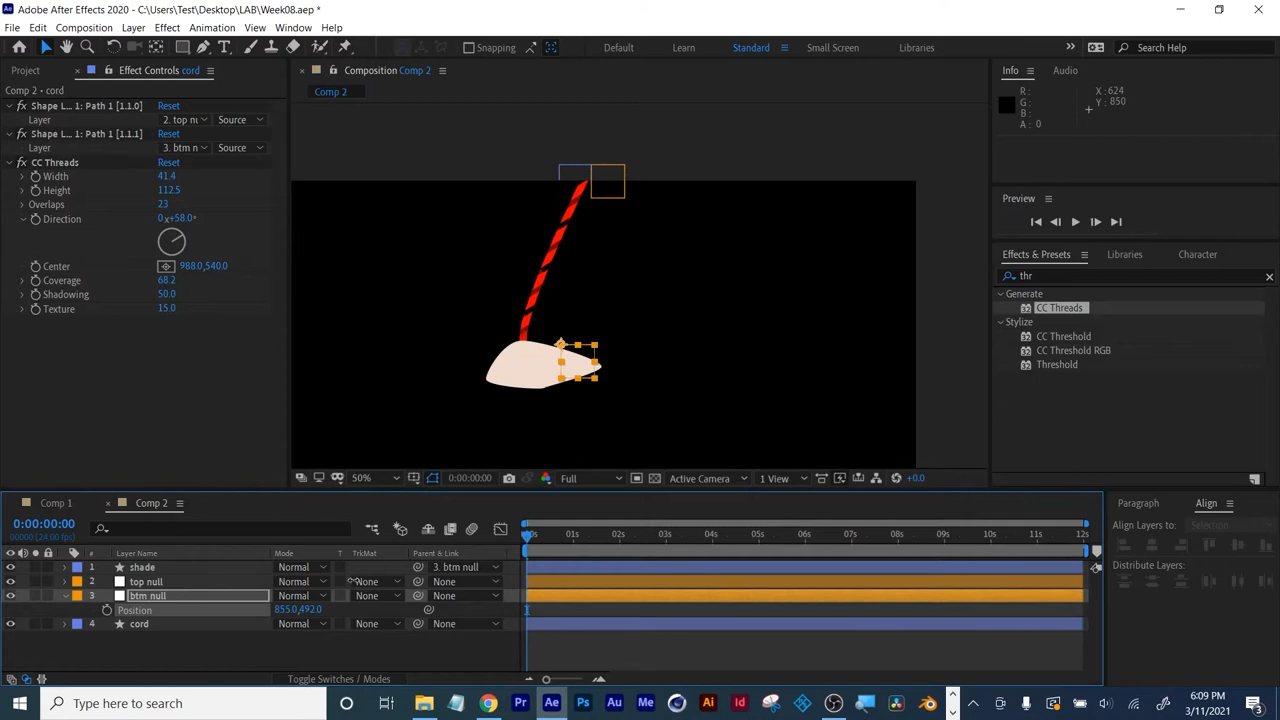 Adobe After Effects 2020 - C:\Users\Test\Desktop\LAB\Week08.aep *
File Edit Composition Layer Effect Animation View Window Help
Snapping Default Learn Standard Small Screen Libraries Search Help
Project Effect Controls cord Composition Comp 2 Info Audio
Comp 2 • cord
Comp 2
Shape L... 1: Path 1 [1.1.0] Reset
Layer 2. top nu Source
Shape L... 1: Path 1 [1.1.1] Reset
Layer 3. btm n Source
CC Threads Reset
Width 41.4
Height 112.5
Overlaps 23
Direction 0x+58.0°
Center 988.0,540.0
Coverage 68.2
Shadowing 50.0
Texture 15.0
R:
G:
B:
A: 0
X: 624
Y: 850
Preview
Effects & Presets Libraries Character
thr
Generate
CC Threads
Stylize
CC Threshold
CC Threshold RGB
Threshold
50% 0:00:00:00 Full Active Camera 1 View +0.0
Comp 1 Comp 2
0:00:00:00
00000 (24.00 fps)
# Layer Name Mode T TrkMat Parent & Link
1 shade Normal 3. btm null
2 top null Normal None None
3 btm null Normal None None
Position 855.0,492.0
4 cord Normal None None
Toggle Switches / Modes
0s 01s 02s 03s 04s 05s 06s 07s 08s 09s 10s 11s 12s
Paragraph Align
Align Layers to: Selection
Distribute Layers:
Type here to search
6:09 PM
3/11/2021